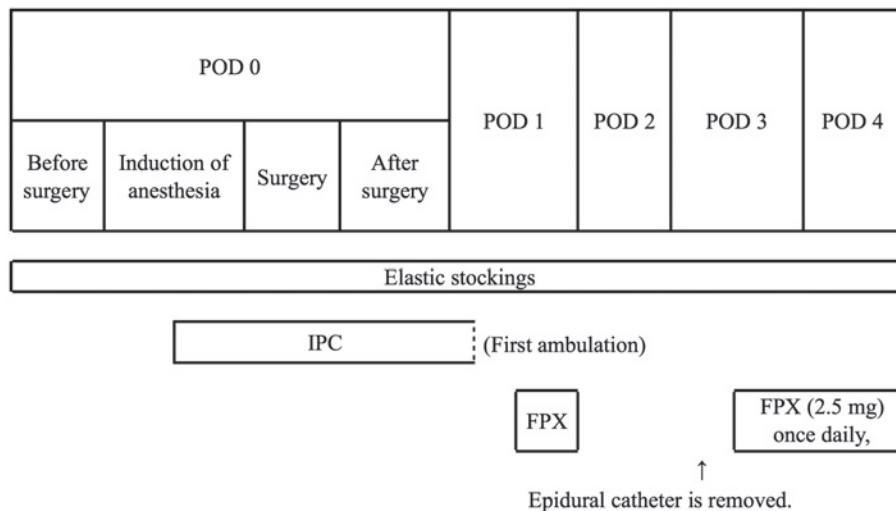 POD 0
POD 1
POD 2
POD 3
POD 4
Before
surgery
Induction of
anesthesia
Surgery
After
surgery
Elastic stockings
IPC
(First ambulation)
FPX
FPX (2.5 mg)
once daily,
↑
Epidural catheter is removed.